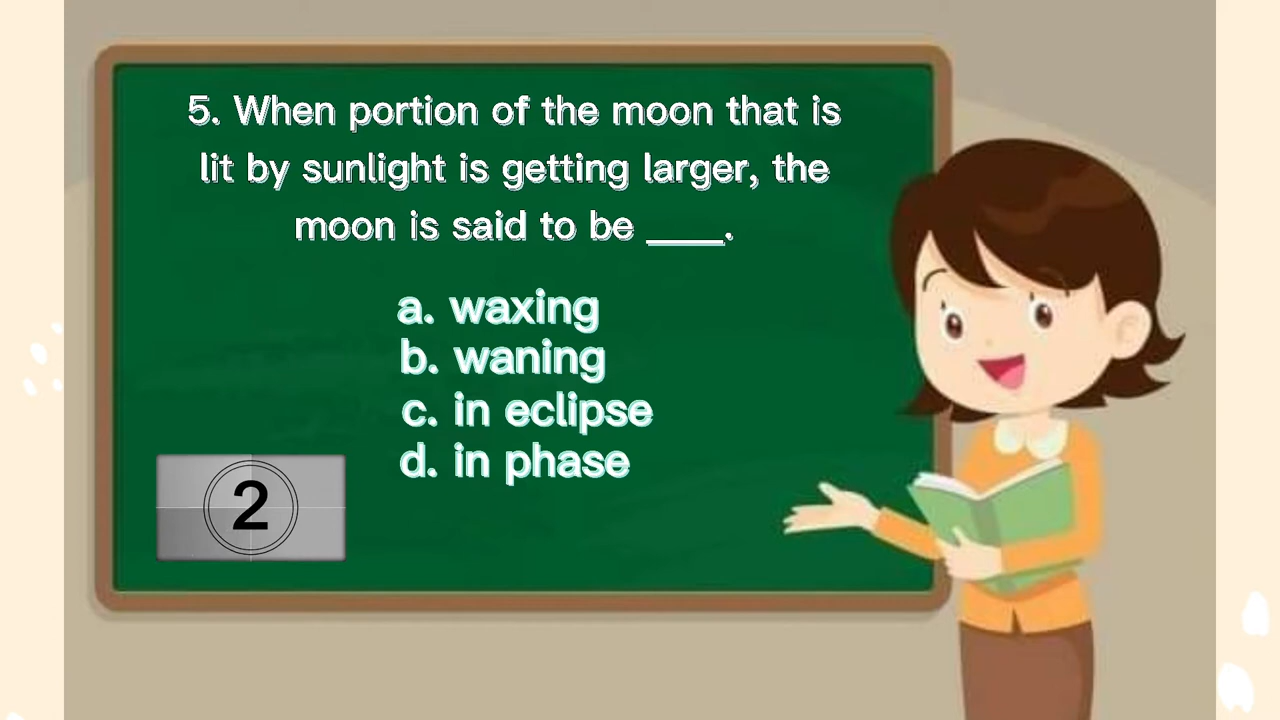 5. When portion of the moon that is
lit by sunlight is getting larger, the
moon is said to be ____.
a. waxing
b. waning
c. in eclipse
d. in phase
2